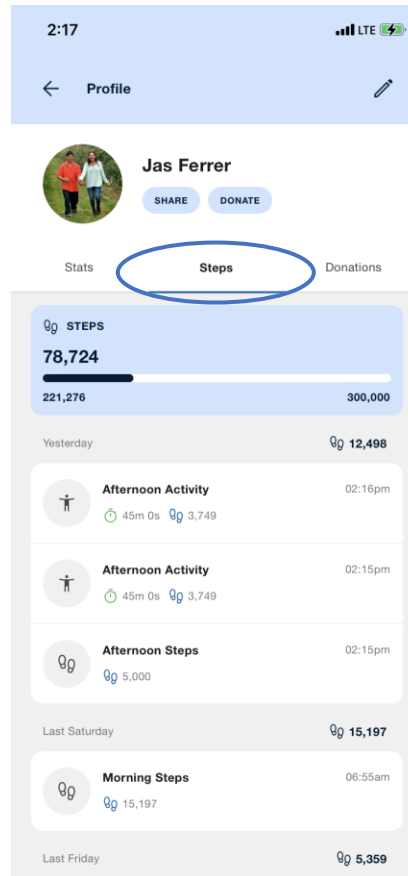 2:17 LTE
Profile
Jas Ferrer
SHARE DONATE
Stats Steps Donations
STEPS
78,724
221,276 300,000
Yesterday 12,498
Afternoon Activity 02:16pm
45m 0s 3,749
Afternoon Activity 02:15pm
45m 0s 3,749
Afternoon Steps 02:15pm
5,000
Last Saturday 15,197
Morning Steps 06:55am
15,197
Last Friday 5,359